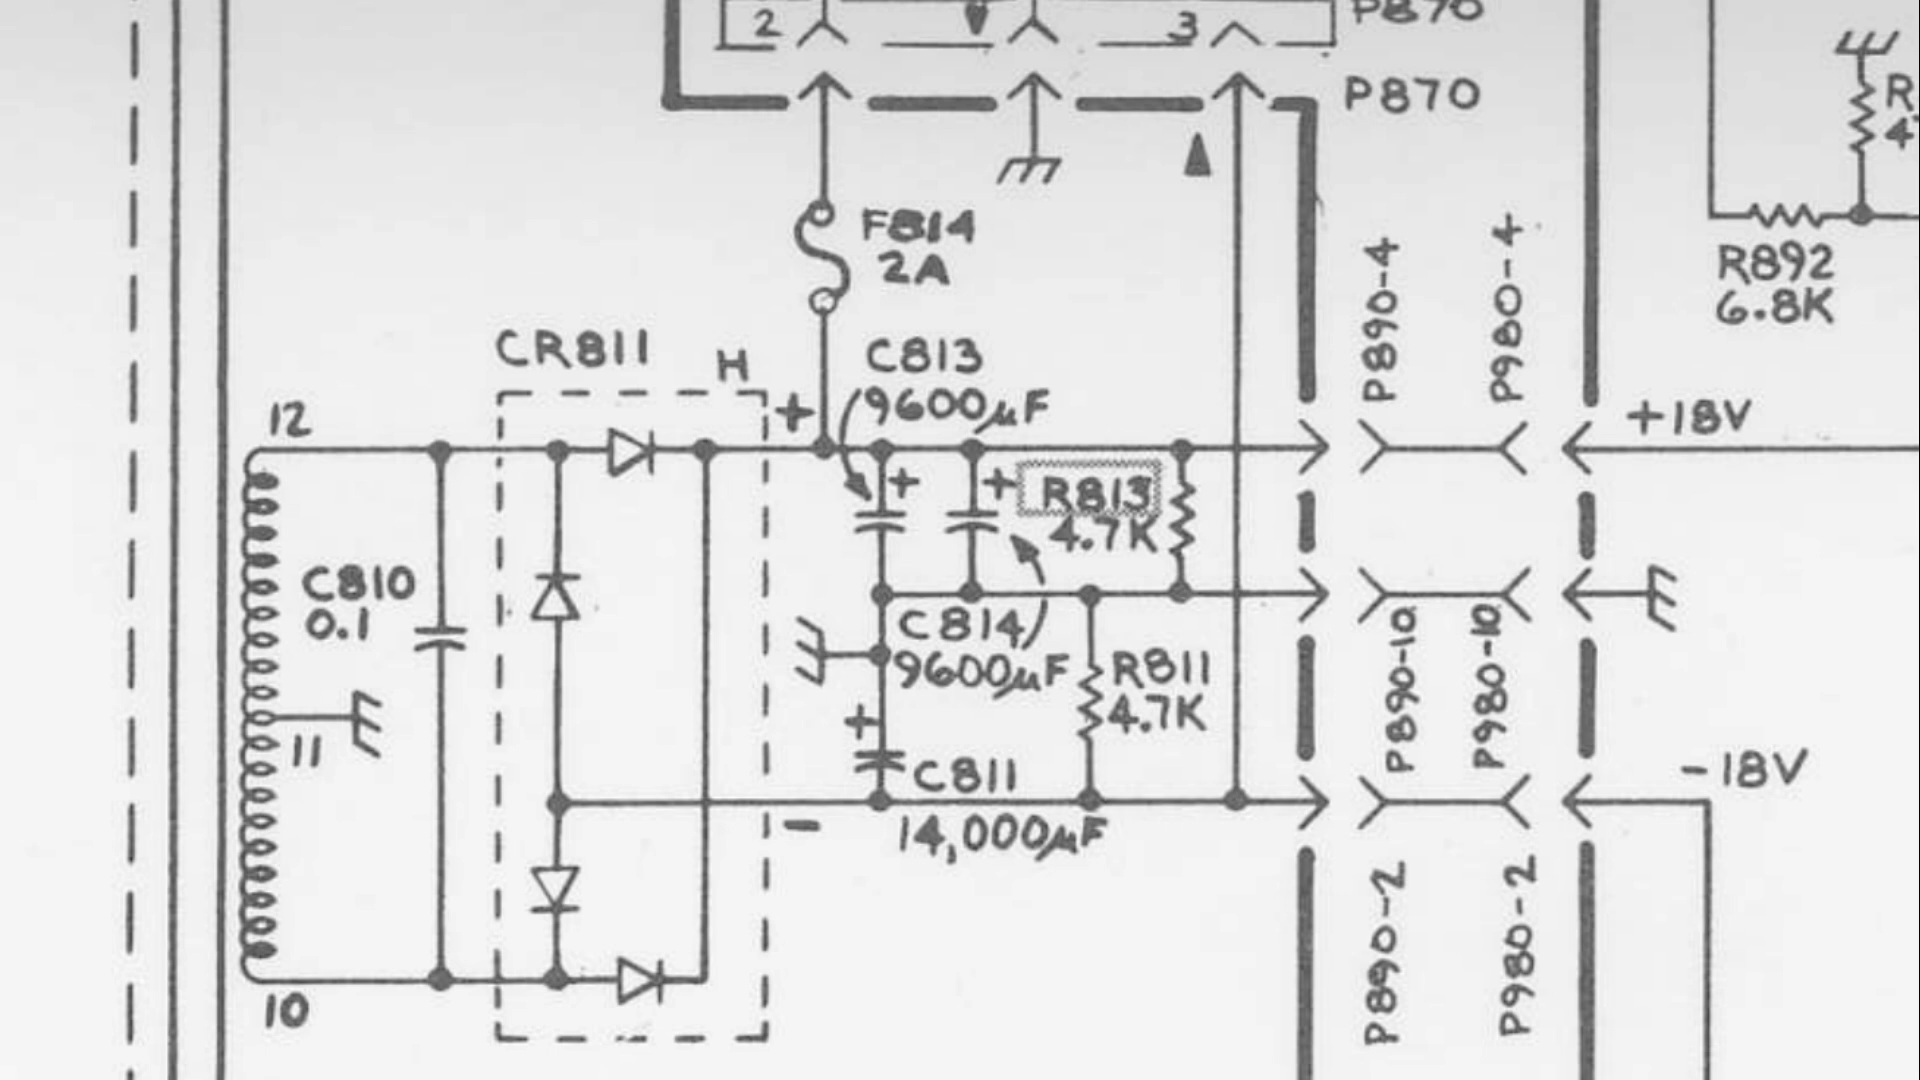 P870
2
3
P870
R
4
F814
2A
P890-4
P980-4
R892
6.8K
CR811
H
C813
9600µF
+
+18V
12
+
+
R813
4.7K
C810
0.1
C814
9600µF
R811
4.7K
P890-10
P980-10
11
+
C811
14,000µF
-
-18V
P890-2
P980-2
10